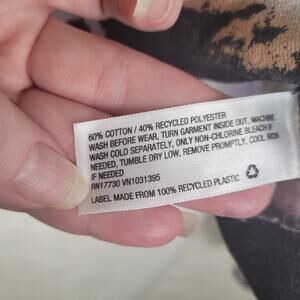 60% COTTON / 40% RECYCLED POLYESTER
WASH BEFORE WEAR, TURN GARMENT INSIDE OUT, MACHINE
WASH COLD SEPARATELY, ONLY NON-CHLORINE BLEACH IF
NEEDED, TUMBLE DRY LOW, REMOVE PROMPTLY, COOL IRON
IF NEEDED
RN17730 VN1031395
LABEL MADE FROM 100% RECYCLED PLASTIC